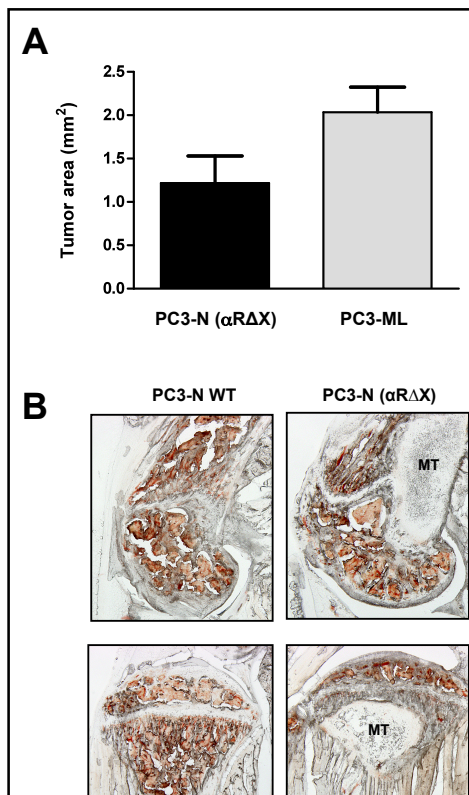 A
Tumor area (mm²)
2.5
2.0
1.5
1.0
0.5
0.0
PC3-N (αRΔX)
PC3-ML
B
PC3-N WT
PC3-N (αRΔX)
MT
MT